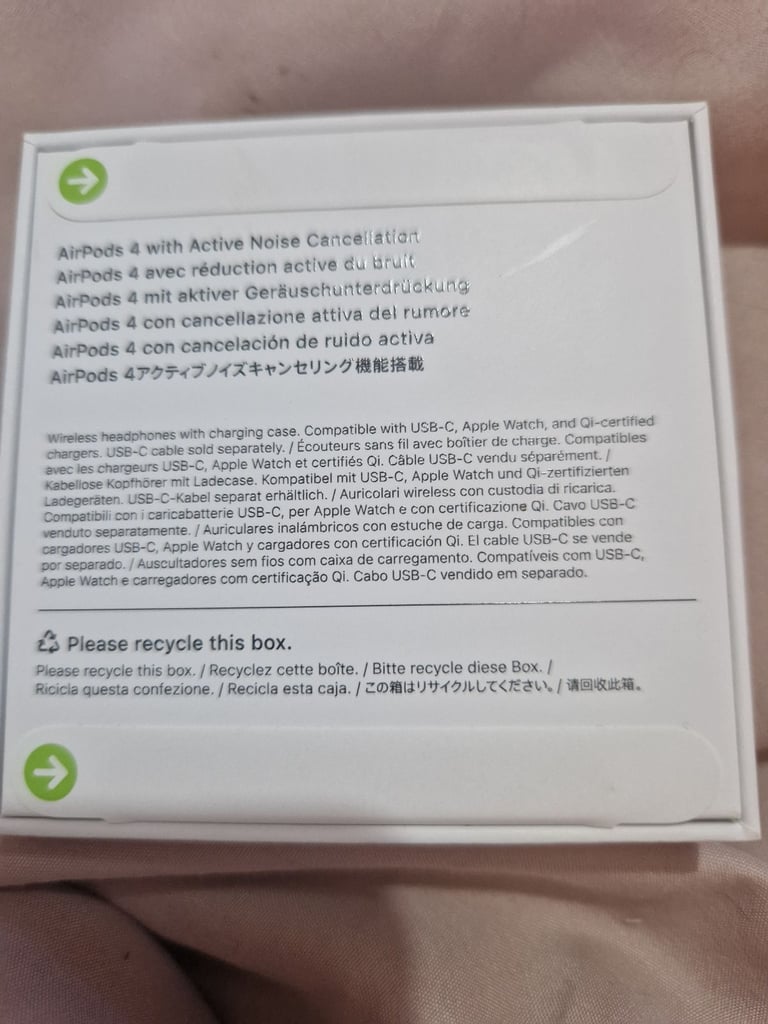 AirPods 4 with Active Noise Cancellation
AirPods 4 avec réduction active du bruit
AirPods 4 mit aktiver Geräuschunterdrückung
AirPods 4 con cancellazione attiva del rumore
AirPods 4 con cancelación de ruido activa
AirPods 4アクティブノイズキャンセリング機能搭載
Wireless headphones with charging case. Compatible with USB-C, Apple Watch, and Qi-certified
chargers. USB-C cable sold separately. / Écouteurs sans fil avec boîtier de charge. Compatibles
avec les chargeurs USB-C, Apple Watch et certifiés Qi. Câble USB-C vendu séparément. /
Kabellose Kopfhörer mit Ladecase. Kompatibel mit USB-C, Apple Watch und Qi-zertifizierten
Ladegeräten. USB-C-Kabel separat erhältlich. / Auricolari wireless con custodia di ricarica.
Compatibili con i caricabatterie USB-C, per Apple Watch e con certificazione Qi. Cavo USB-C
venduto separatamente. / Auriculares inalámbricos con estuche de carga. Compatibles con
cargadores USB-C, Apple Watch y cargadores con certificación Qi. El cable USB-C se vende
por separado. / Auscultadores sem fios com caixa de carregamento. Compatíveis com USB-C,
Apple Watch e carregadores com certificação Qi. Cabo USB-C vendido em separado.
Please recycle this box.
Please recycle this box. / Recyclez cette boîte. / Bitte recycle diese Box. /
Ricicla questa confezione. / Recicla esta caja. / この箱はリサイクルしてください。/ 请回收此箱。